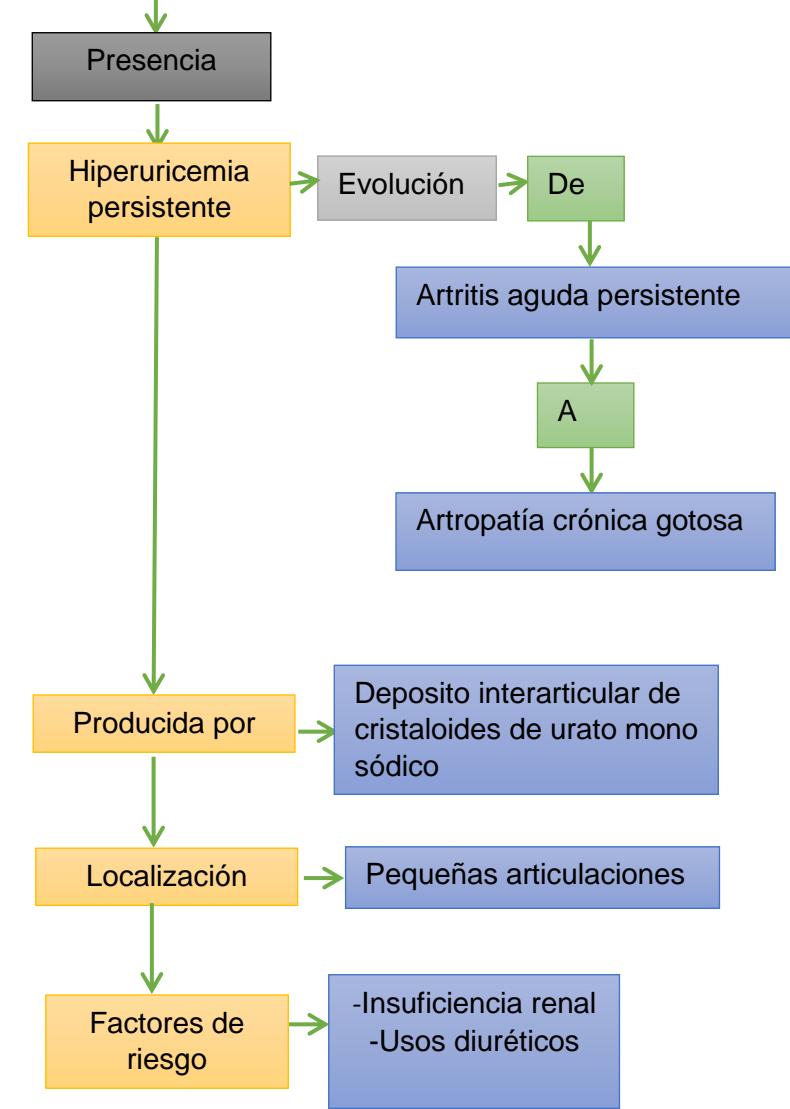 Presencia
Hiperuricemia
persistente
Evolución
De
Artritis aguda persistente
A
Artropatía crónica gotosa
Producida por
Deposito interarticular de
cristaloides de urato mono
sódico
Localización
Pequeñas articulaciones
Factores de
riesgo
-Insuficiencia renal
-Usos diuréticos